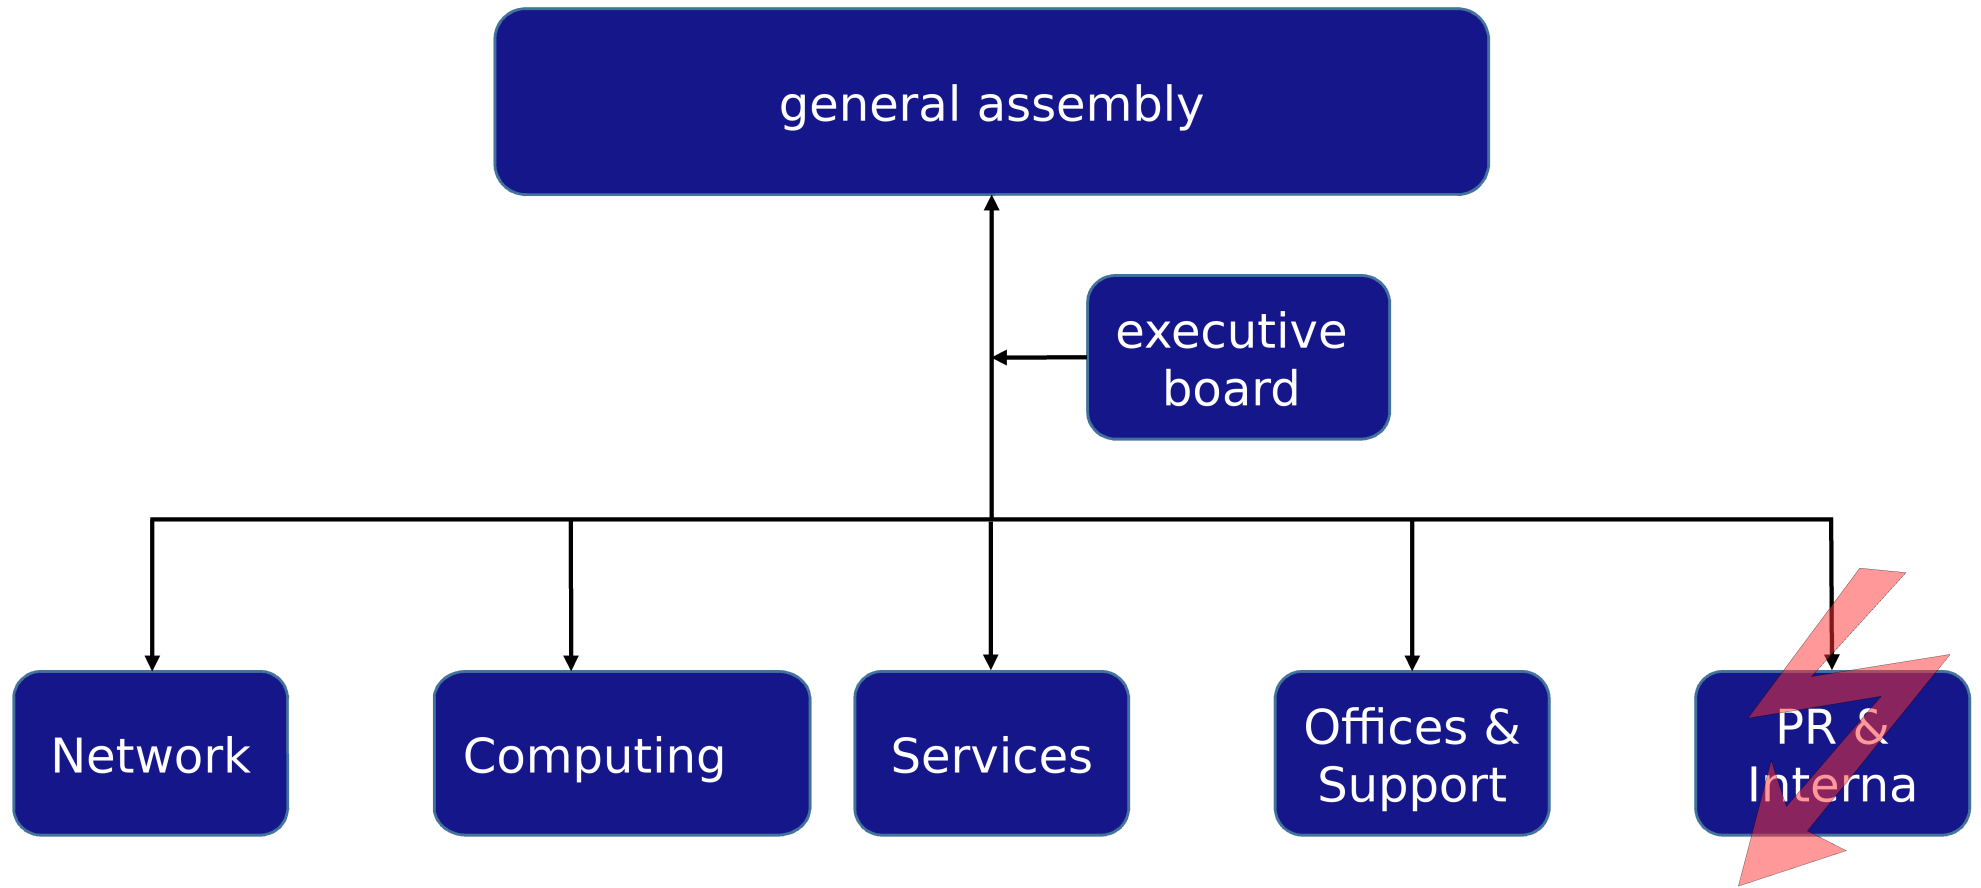 general assembly
executive
board
Network
Computing
Services
Offices &
Support
PR &
Interna